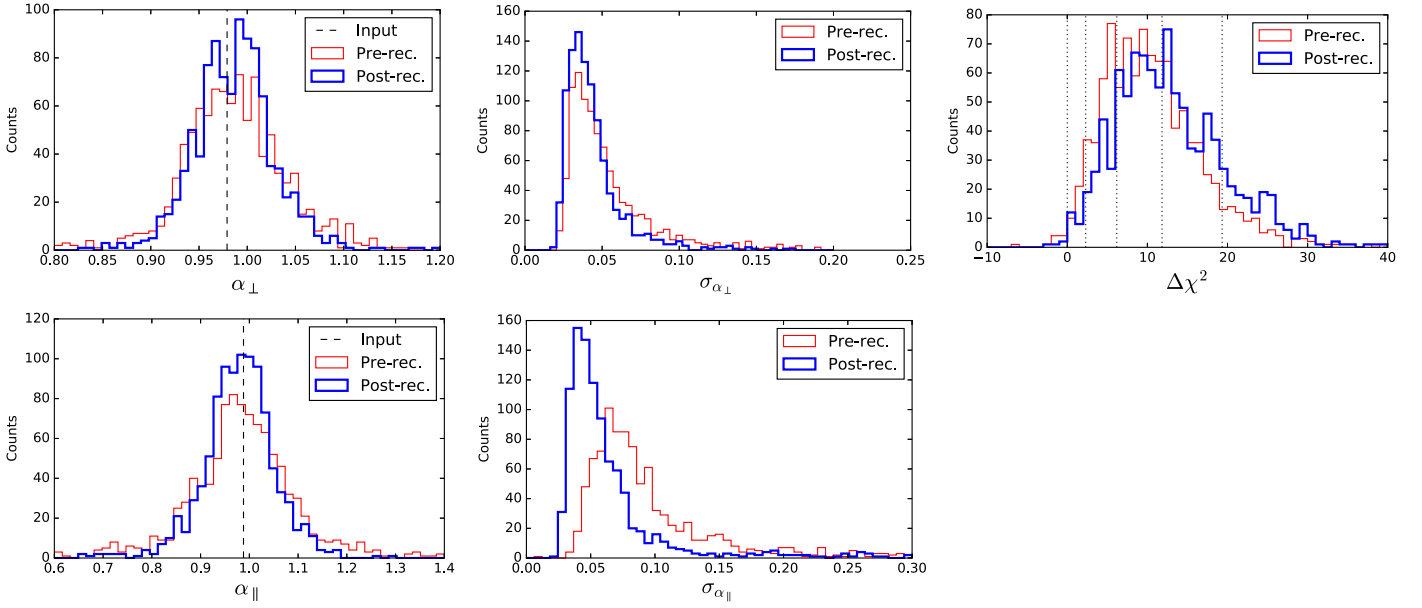 100
80
60
40
20
0
Counts
0.80 0.85 0.90 0.95 1.00 1.05 1.10 1.15 1.20
α⊥
Input
Pre-rec.
Post-rec.
160
140
120
100
80
60
40
20
0
Counts
0.00 0.05 0.10 0.15 0.20 0.25
σα⊥
Pre-rec.
Post-rec.
80
70
60
50
40
30
20
10
0
Counts
−10 0 10 20 30 40
Δχ²
Pre-rec.
Post-rec.
120
100
80
60
40
20
0
Counts
0.6 0.7 0.8 0.9 1.0 1.1 1.2 1.3 1.4
α∥
Input
Pre-rec.
Post-rec.
160
140
120
100
80
60
40
20
0
Counts
0.00 0.05 0.10 0.15 0.20 0.25 0.30
σα∥
Pre-rec.
Post-rec.